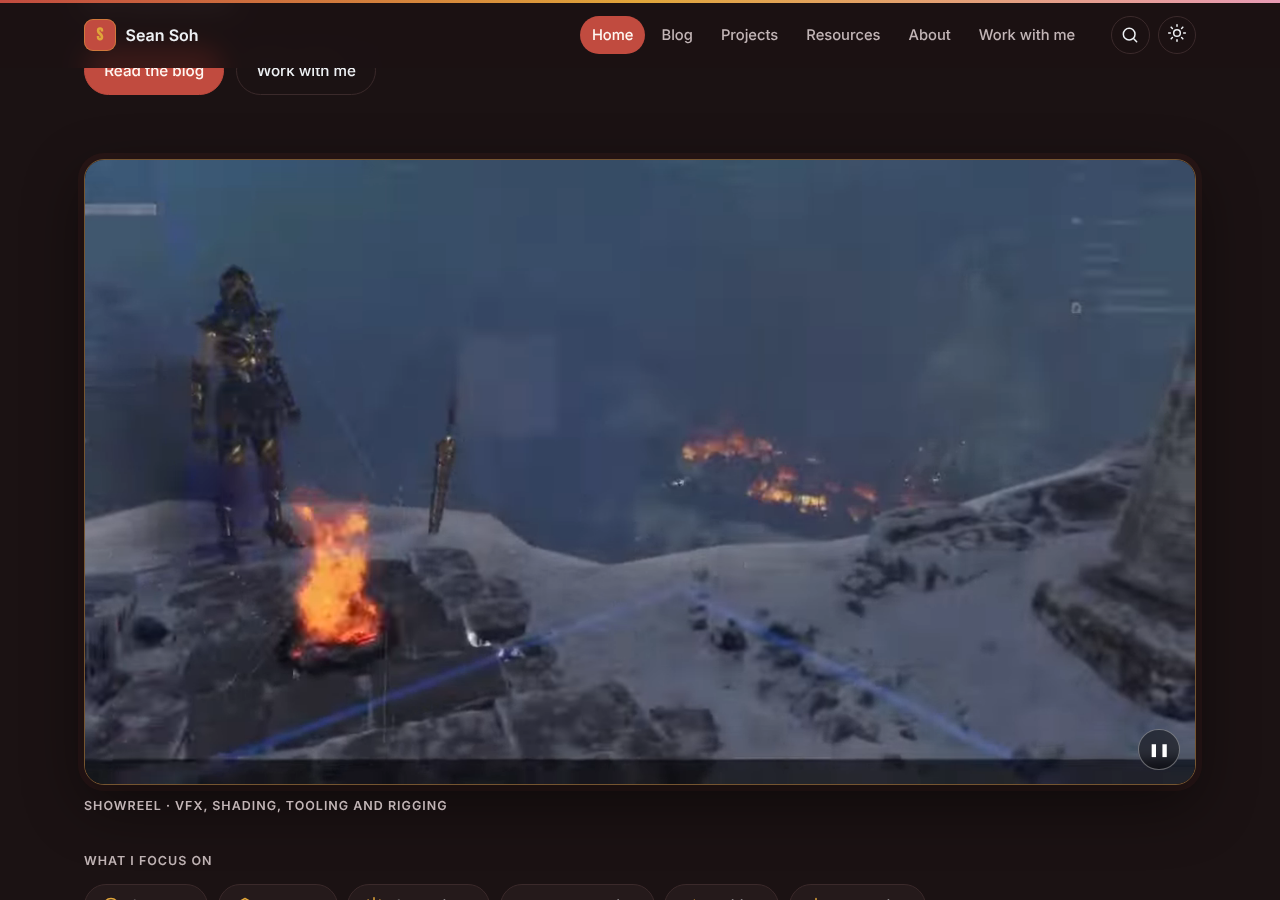 S
Sean Soh
Home
Blog
Projects
Resources
About
Work with me
Read the blog
Work with me
SHOWREEL · VFX, SHADING, TOOLING AND RIGGING
WHAT I FOCUS ON